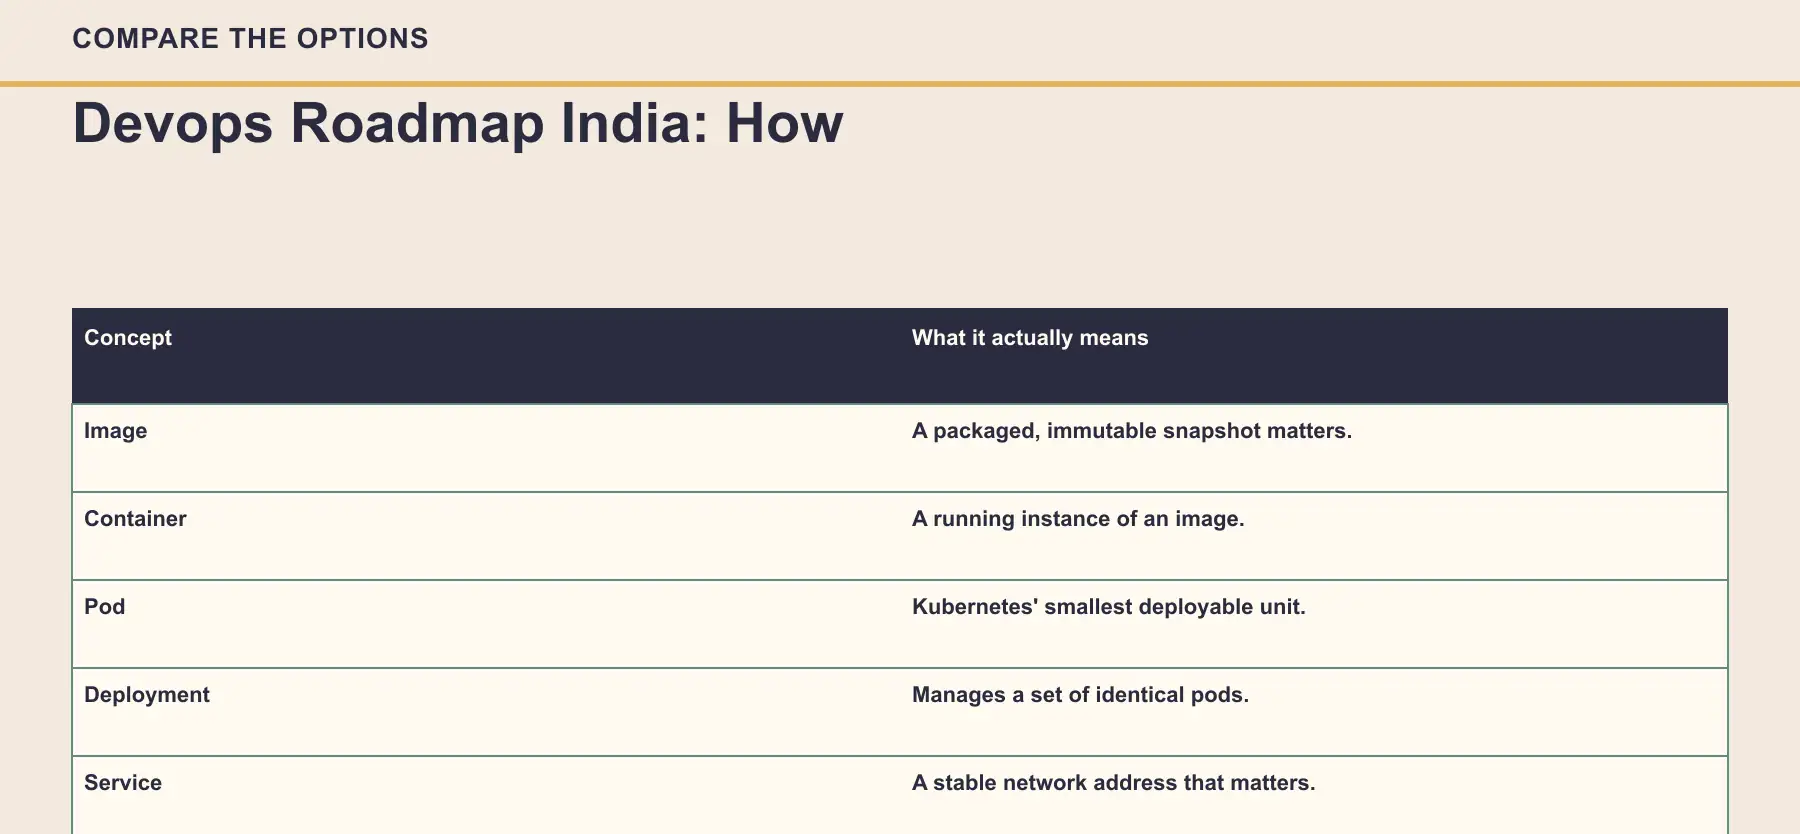 COMPARE THE OPTIONS
Devops Roadmap India: How
Concept What it actually means
Image A packaged, immutable snapshot matters.
Container A running instance of an image.
Pod Kubernetes' smallest deployable unit.
Deployment Manages a set of identical pods.
Service A stable network address that matters.